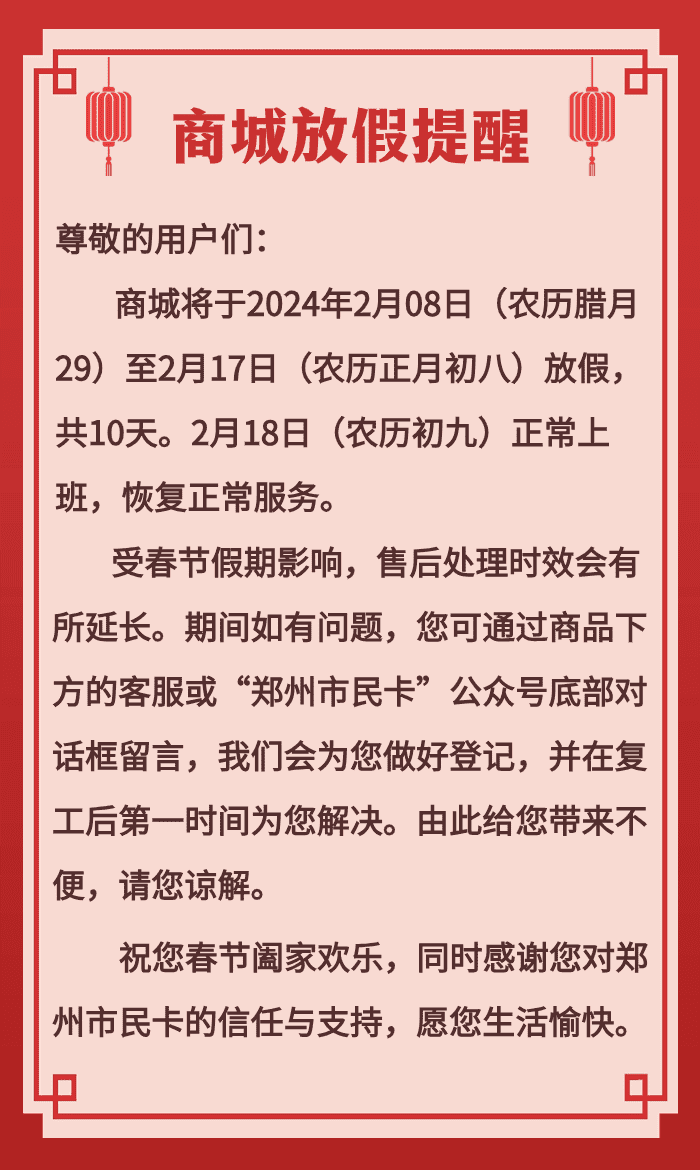 商城放假提醒
尊敬的用户们：
商城将于2024年2月08日（农历腊月
29）至2月17日（农历正月初八）放假，
共10天。2月18日（农历初九）正常上
班，恢复正常服务。
受春节假期影响，售后处理时效会有
所延长。期间如有问题，您可通过商品下
方的客服或“郑州市民卡”公众号底部对
话框留言，我们会为您做好登记，并在复
工后第一时间为您解决。由此给您带来不
便，请您谅解。
祝您春节阖家欢乐，同时感谢您对郑
州市民卡的信任与支持，愿您生活愉快。